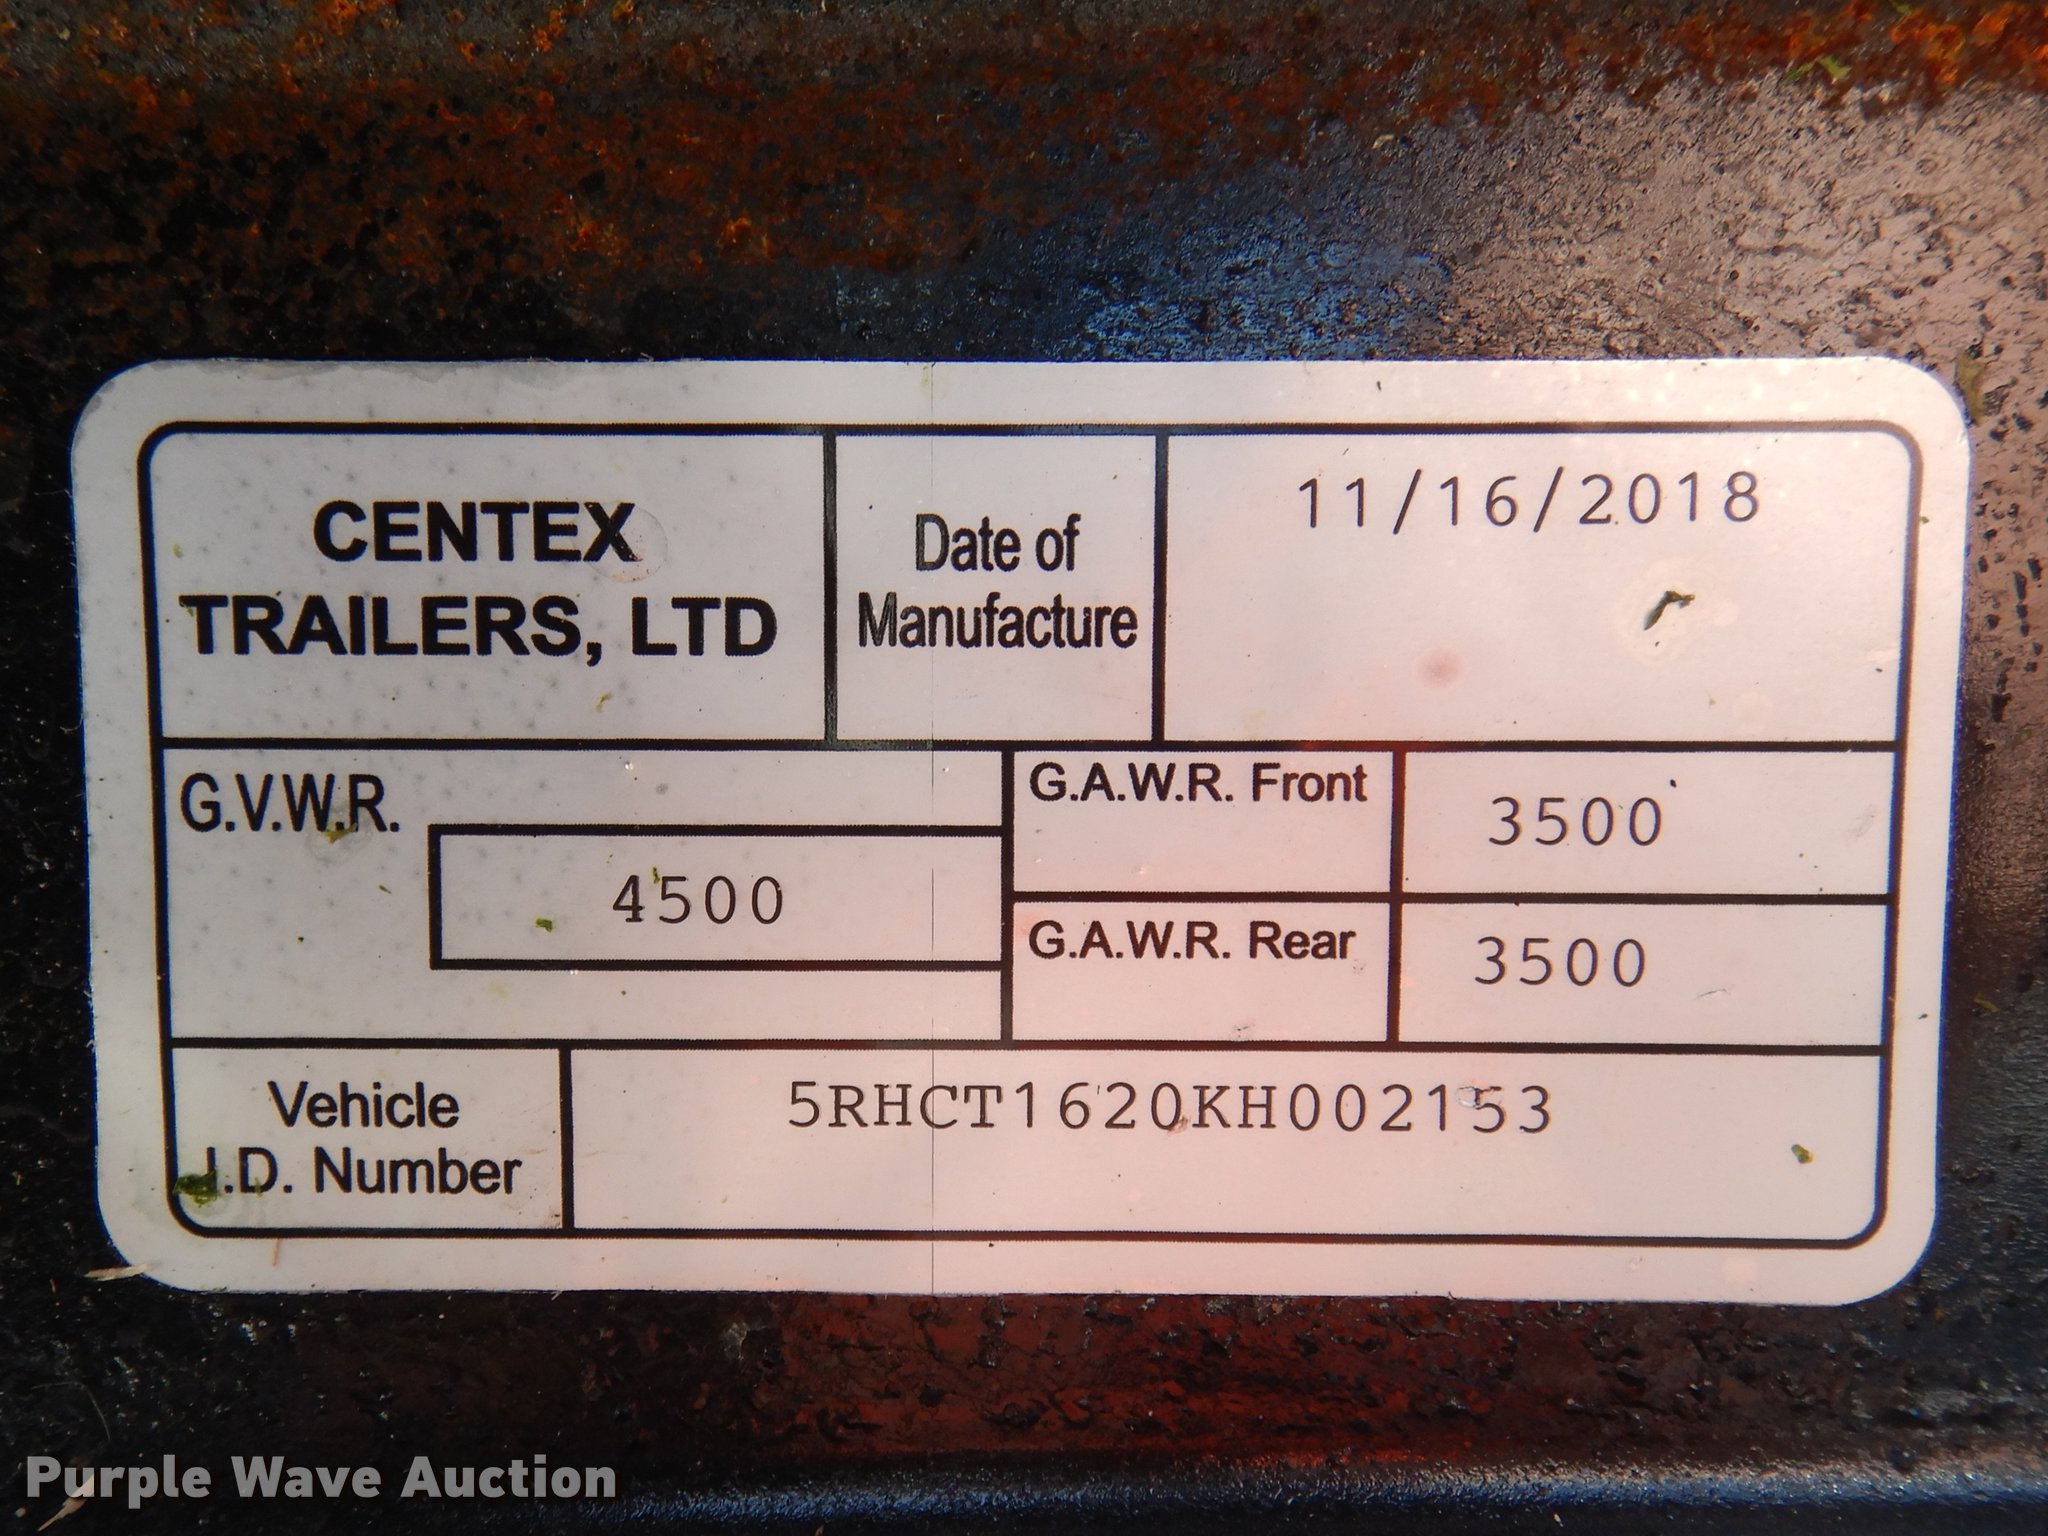 CENTEX
TRAILERS, LTD
Date of
Manufacture
11/16/2018
G.V.W.R.
4500
G.A.W.R. Front
3500
G.A.W.R. Rear
3500
Vehicle
I.D. Number
5RHCT1620KH002153
Purple Wave Auction